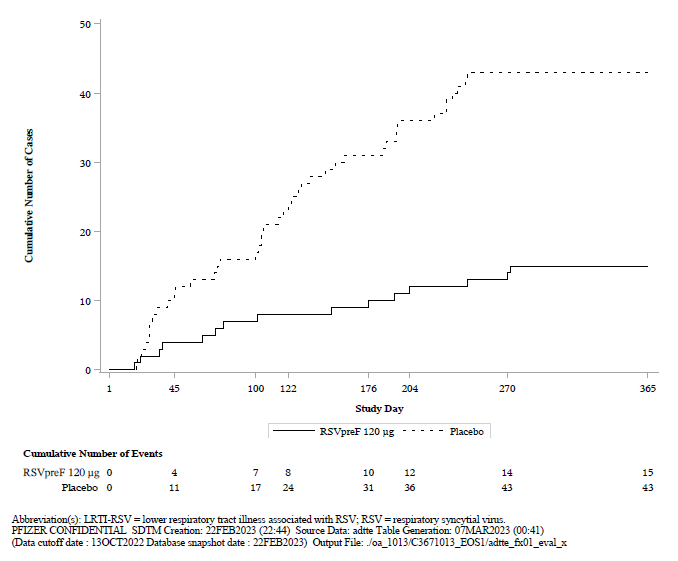 50
40
30
20
10
0
Cumulative Number of Cases
1 45 100 122 176 204 270 365
Study Day
RSVpreF 120 µg Placebo
Cumulative Number of Events
RSVpreF 120 µg 0 4 7 8 10 12 14 15
Placebo 0 11 17 24 31 36 43 43
Abbreviation(s): LRTI-RSV = lower respiratory tract illness associated with RSV; RSV = respiratory syncytial virus.
PFIZER CONFIDENTIAL SDTM Creation: 22FEB2023 (22:44) Source Data: adtte Table Generation: 07MAR2023 (00:41)
(Data cutoff date : 13OCT2022 Database snapshot date : 22FEB2023) Output File: ./oa_1013/C3671013_EOS1/adtte_fx01_eval_x